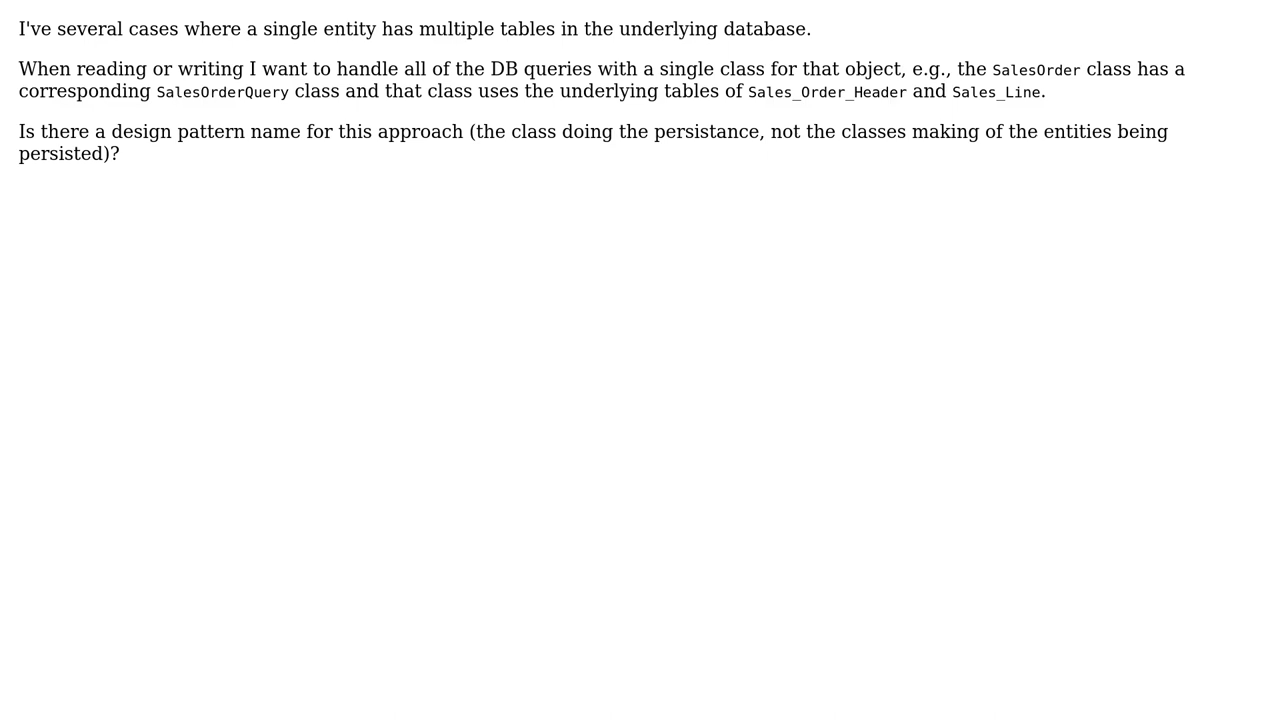 I've several cases where a single entity has multiple tables in the underlying database.
When reading or writing I want to handle all of the DB queries with a single class for that object, e.g., the SalesOrder class has a
corresponding SalesOrderQuery class and that class uses the underlying tables of Sales_Order_Header and Sales_Line.
Is there a design pattern name for this approach (the class doing the persistance, not the classes making of the entities being
persisted)?